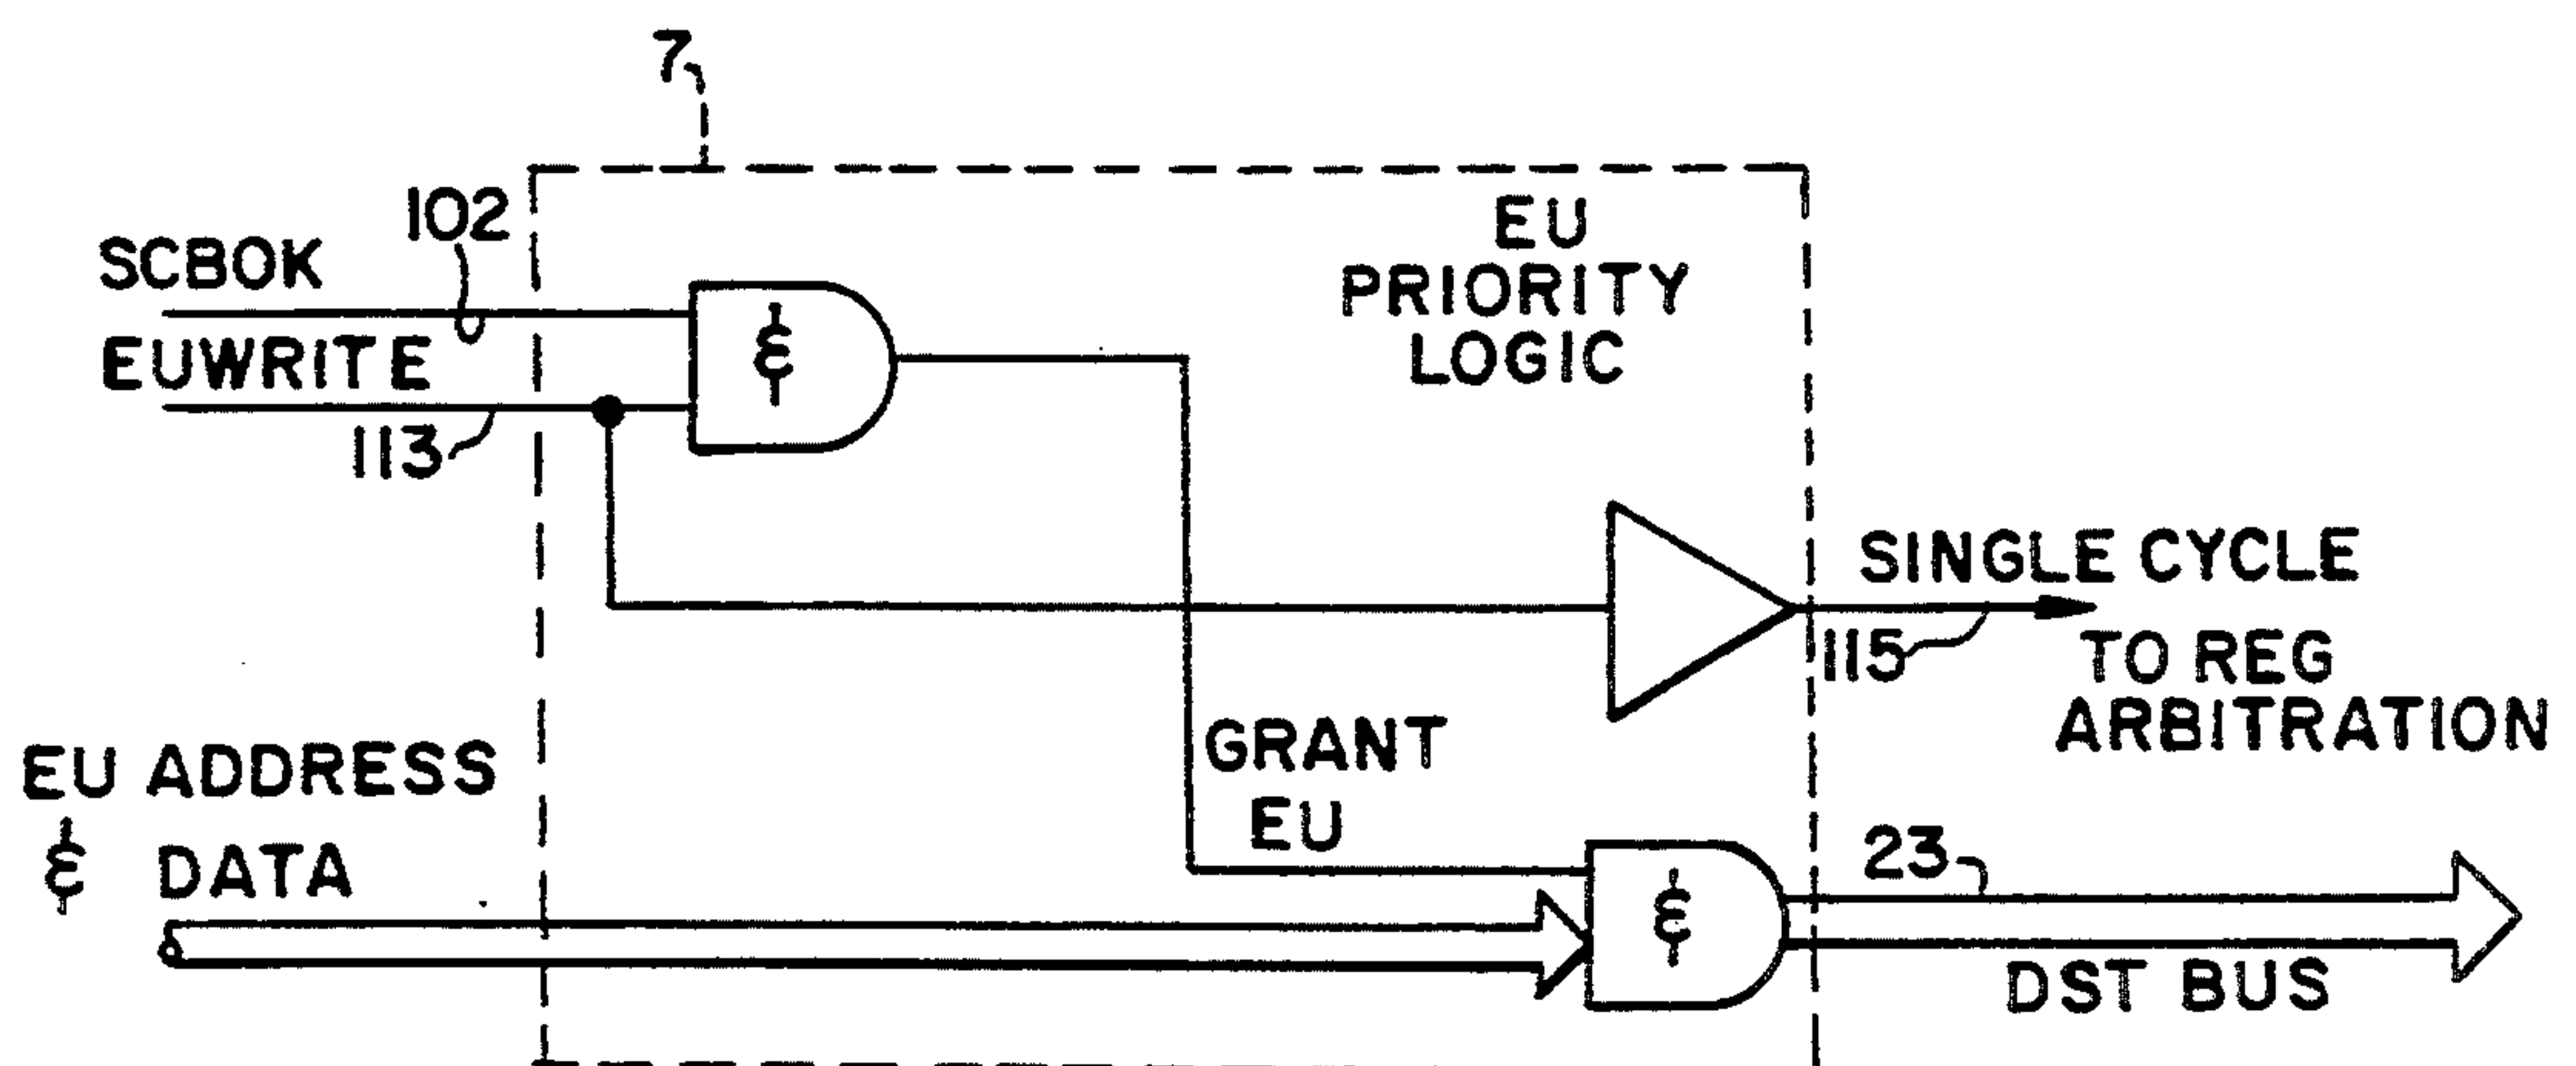 7
102
SCBOK
EUWRITE
113
&
EU
PRIORITY
LOGIC
SINGLE CYCLE
115
TO REG
ARBITRATION
GRANT
EU
EU ADDRESS
& DATA
&
23
DST BUS